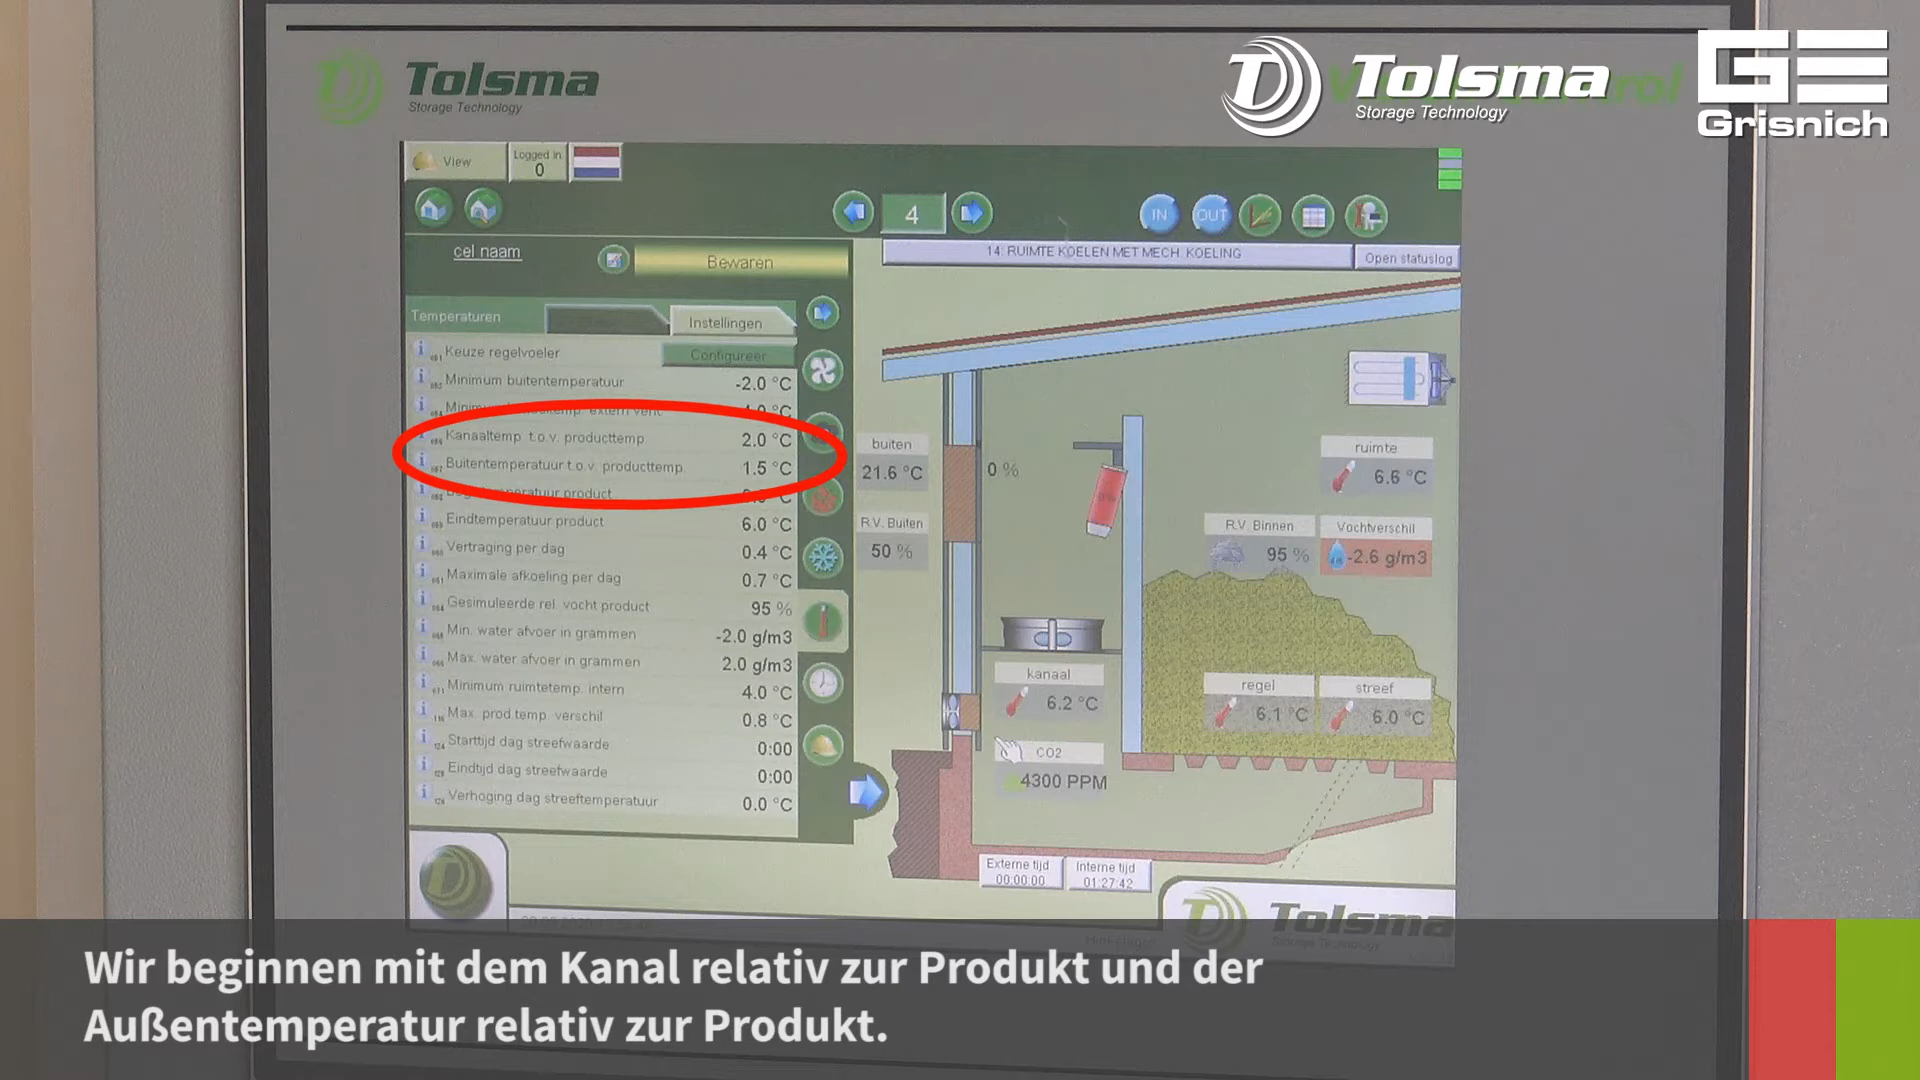 Tolsma
Storage Technology
Tolsma
Storage Technology
GE
Grisnich
View
Logged in
0
4
IN
OUT
cel naam
Bewaren
14: RUIMTE KOELEN MET MECH. KOELING
Open statuslog
Temperaturen
Instellingen
Keuze regelvoeler
Configureer
Minimum buitentemperatuur -2.0 °C
Kanaaltemp t.o.v. producttemp. 2.0 °C
Buitentemperatuur t.o.v. producttemp. 1.5 °C
Eindtemperatuur product 6.0 °C
Vertraging per dag 0.4 °C
Maximale afkoeling per dag 0.7 °C
Gesimuleerde rel. vocht product 95 %
Min. water afvoer in grammen -2.0 g/m3
Max. water afvoer in grammen 2.0 g/m3
Minimum ruimtetemp. intern 4.0 °C
Max. prod.temp. verschil 0.8 °C
Starttijd dag streefwaarde 0:00
Eindtijd dag streefwaarde 0:00
Verhoging dag streeftemperatuur 0.0 °C
buiten
21.6 °C
0 %
R.V. Buiten
50 %
ruimte
6.6 °C
R.V. Binnen
95 %
Vochtverschil
-2.6 g/m3
kanaal
6.2 °C
regel
6.1 °C
streef
6.0 °C
CO2
4300 PPM
Externe tijd
00:00:00
Interne tijd
01:27:42
Tolsma
Storage Technology
Wir beginnen mit dem Kanal relativ zur Produkt und der
Außentemperatur relativ zur Produkt.